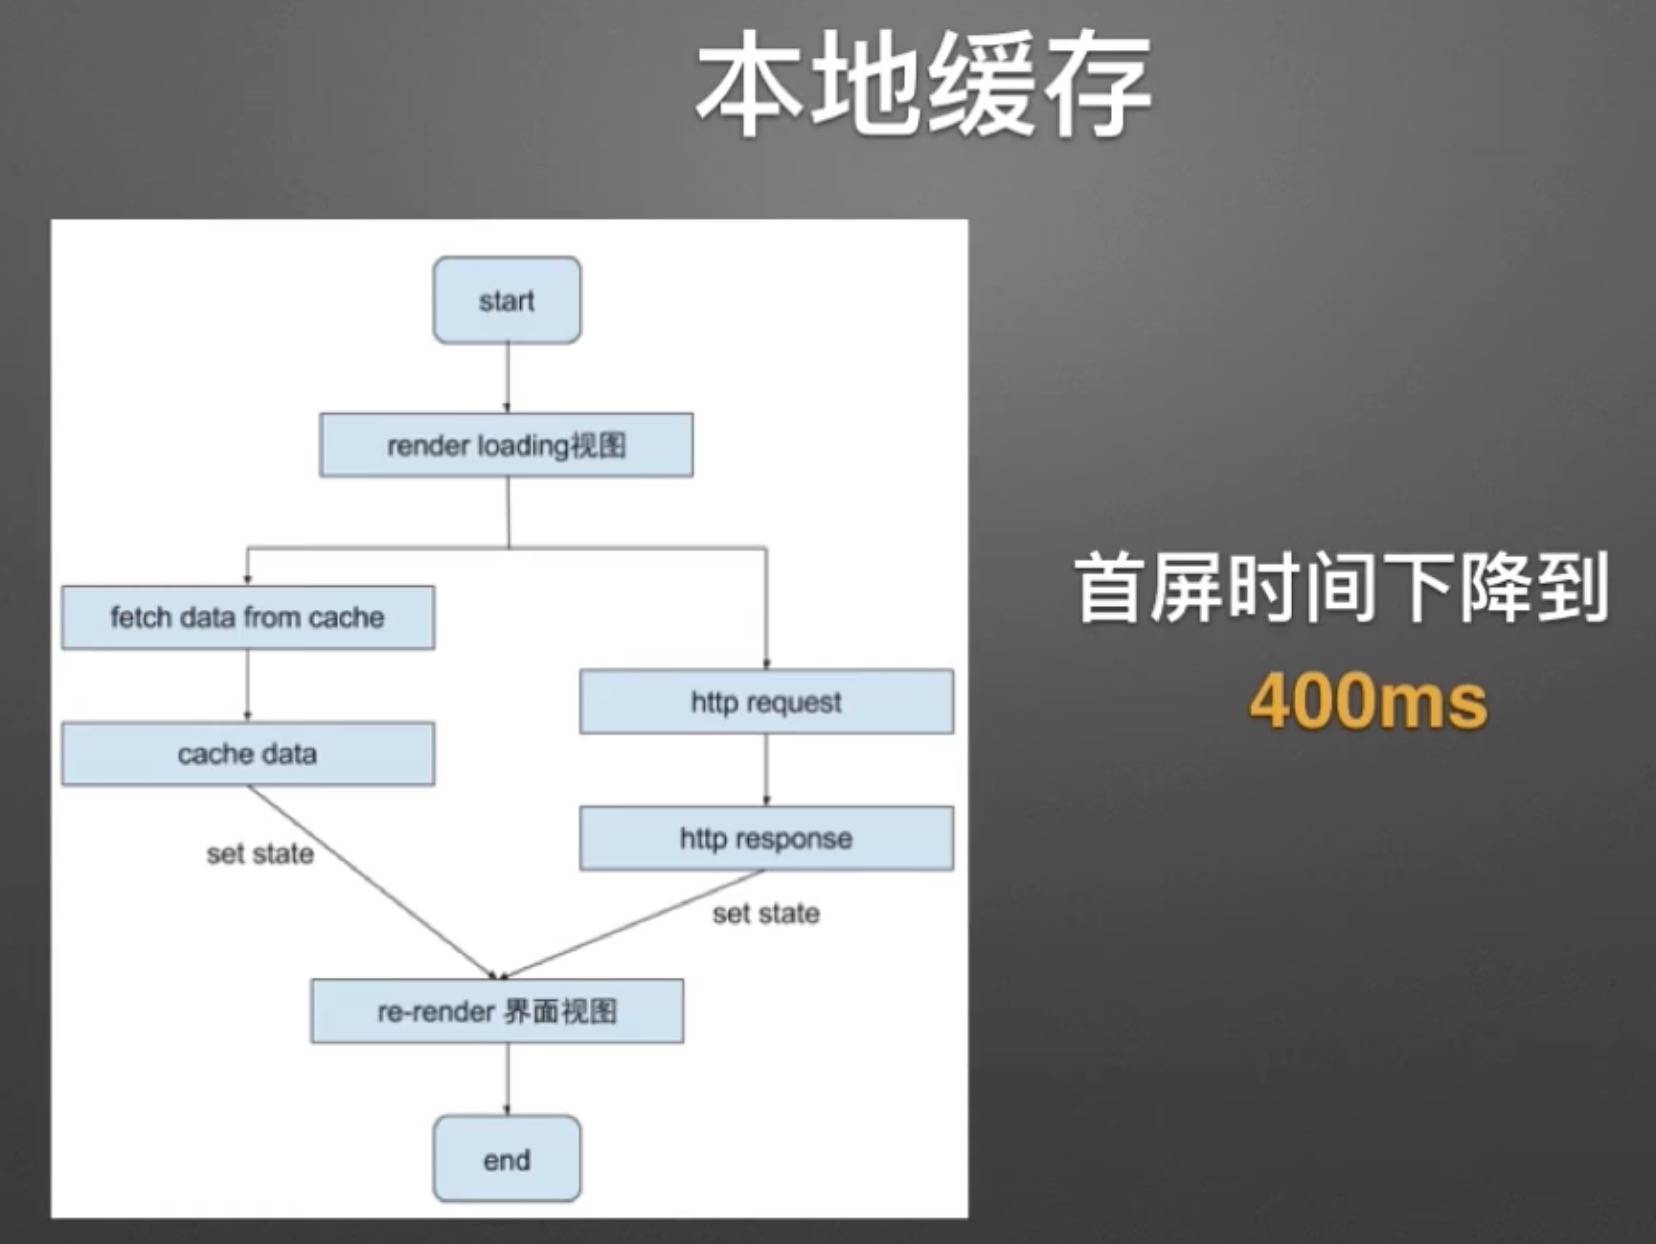 本地缓存
start
render loading视图
fetch data from cache
http request
cache data
http response
set state
set state
re-render 界面视图
end
首屏时间下降到
400ms